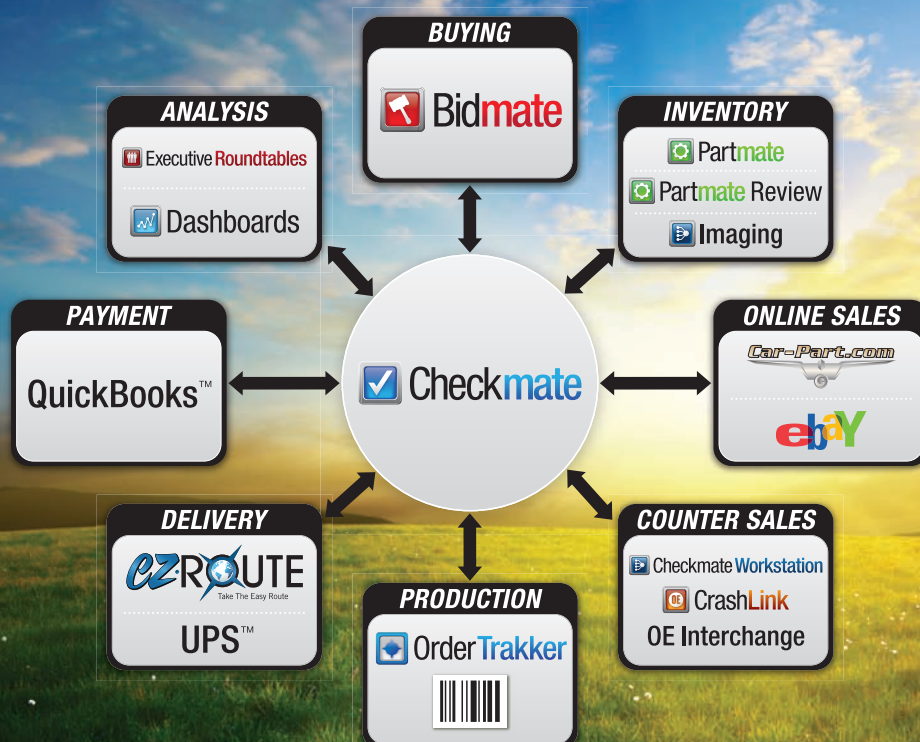 BUYING
Bidmate
ANALYSIS
Executive Roundtables
Dashboards
INVENTORY
Partmate
Partmate Review
Imaging
PAYMENT
QuickBooks™
Checkmate
ONLINE SALES
Car-Part.com
ebaY
DELIVERY
EZ·ROUTE
Take The Easy Route
UPS™
PRODUCTION
OrderTrakker
COUNTER SALES
Checkmate Workstation
OE CrashLink
OE Interchange